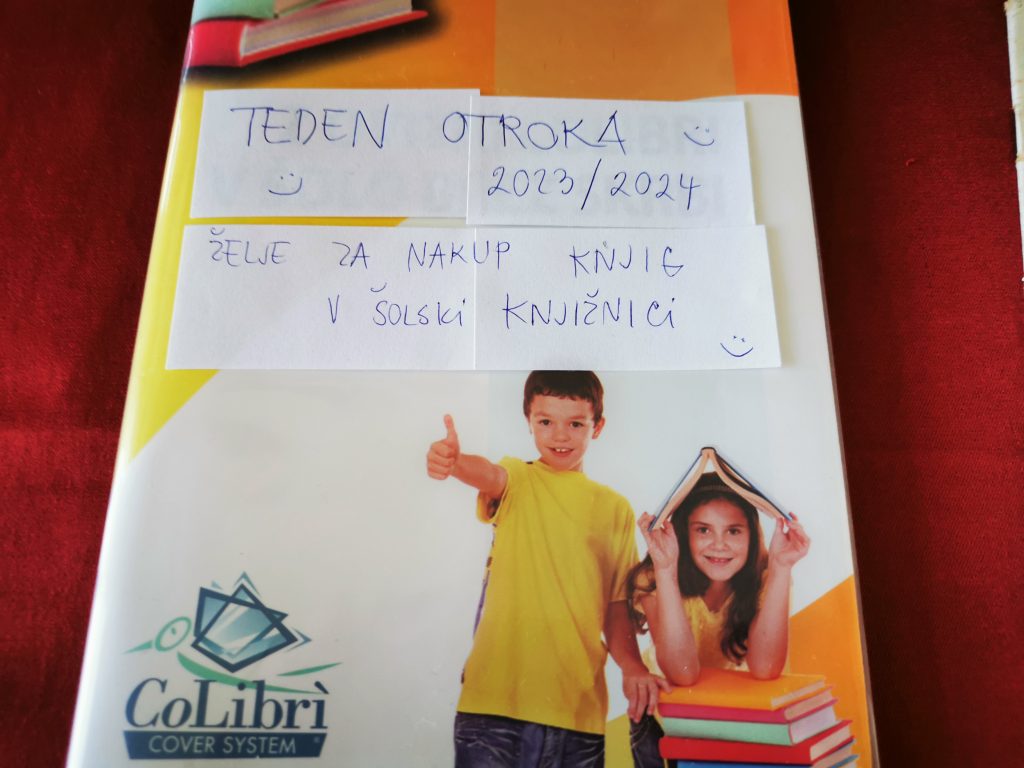 TEDEN OTROKA
2023/2024
ŽELJE ZA NAKUP KNJIG
V ŠOLSKI KNJIŽNICI
CoLibrì
COVER SYSTEM